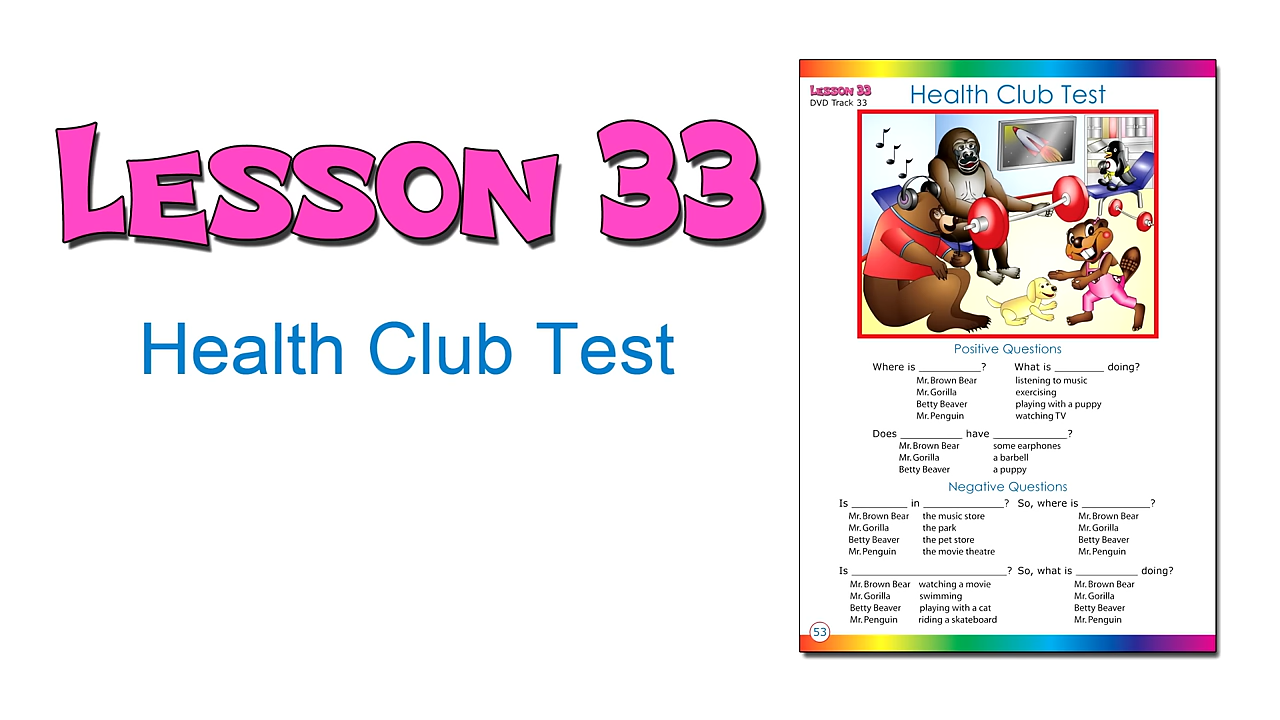 LESSON 33
Health Club Test
LESSON 33
DVD Track 33
Health Club Test
Positive Questions
Where is ___________? What is _________ doing?
Mr. Brown Bear listening to music
Mr. Gorilla exercising
Betty Beaver playing with a puppy
Mr. Penguin watching TV
Does ___________ have _____________?
Mr. Brown Bear some earphones
Mr. Gorilla a barbell
Betty Beaver a puppy
Negative Questions
Is __________ in ______________? So, where is ____________?
Mr. Brown Bear the music store Mr. Brown Bear
Mr. Gorilla the park Mr. Gorilla
Betty Beaver the pet store Betty Beaver
Mr. Penguin the movie theatre Mr. Penguin
Is ____________________________? So, what is ___________ doing?
Mr. Brown Bear watching a movie Mr. Brown Bear
Mr. Gorilla swimming Mr. Gorilla
Betty Beaver playing with a cat Betty Beaver
Mr. Penguin riding a skateboard Mr. Penguin
53